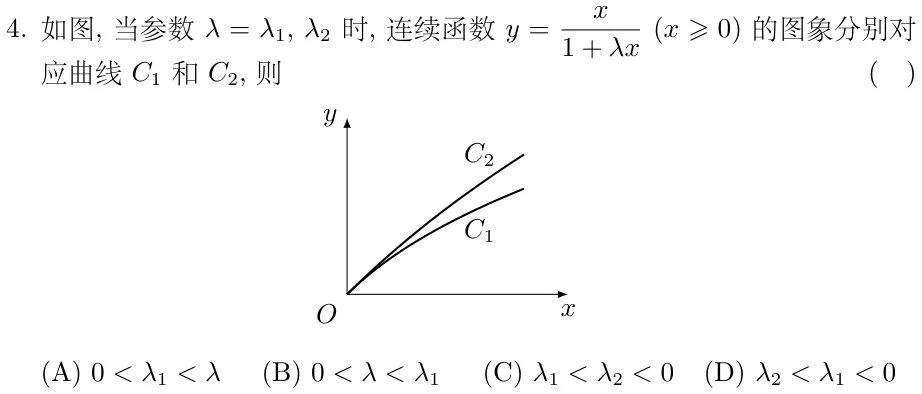 4. 如图, 当参数 λ = λ₁, λ₂ 时, 连续函数 y = x/(1 + λx) (x ⩾ 0) 的图象分别对
应曲线 C₁ 和 C₂, 则 ( )
y
C₂
C₁
O
x
(A) 0 < λ₁ < λ (B) 0 < λ < λ₁ (C) λ₁ < λ₂ < 0 (D) λ₂ < λ₁ < 0